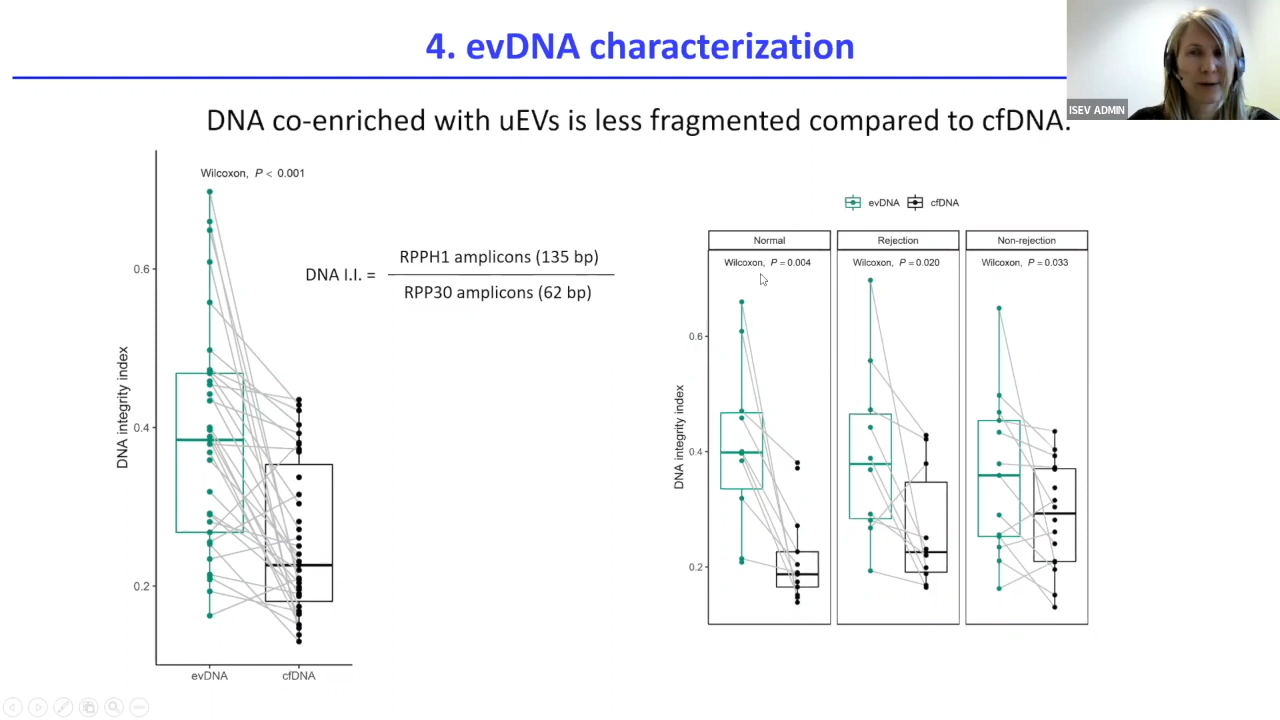 4. evDNA characterization
ISEV ADMIN
DNA co-enriched with uEVs is less fragmented compared to cfDNA.
Wilcoxon, P < 0.001
DNA I.I. =
RPPH1 amplicons (135 bp)
RPP30 amplicons (62 bp)
0.6
0.4
0.2
DNA integrity index
evDNA
cfDNA
evDNA
cfDNA
Normal
Rejection
Non-rejection
Wilcoxon, P = 0.004
Wilcoxon, P = 0.020
Wilcoxon, P = 0.033
0.6
0.4
0.2
DNA integrity index